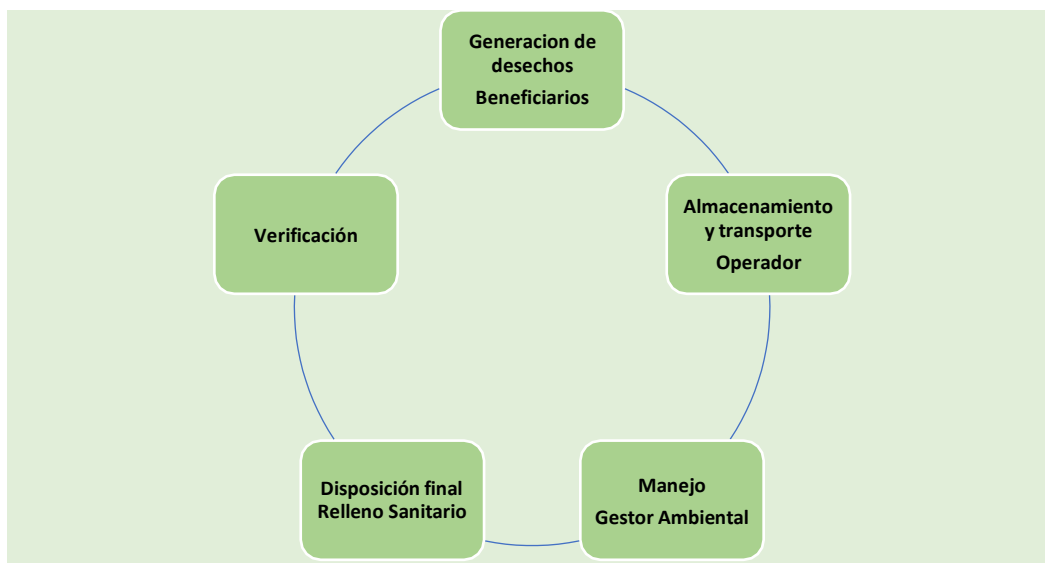 Generacion de
desechos
Beneficiarios
Almacenamiento
y transporte
Operador
Manejo
Gestor Ambiental
Disposición final
Relleno Sanitario
Verificación